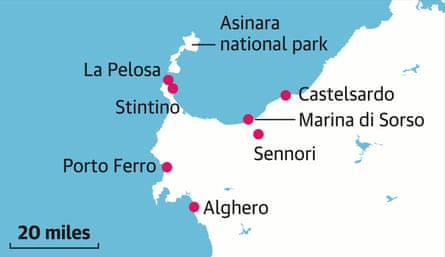 Asinara
national park
La Pelosa
Stintino
Castelsardo
Marina di Sorso
Sennori
Porto Ferro
Alghero
20 miles